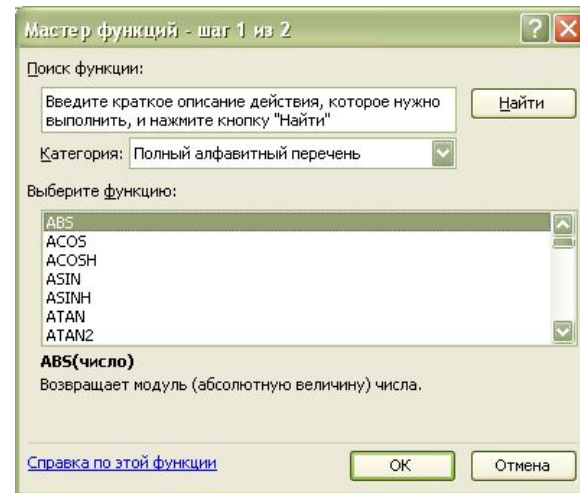 Мастер функций - шаг 1 из 2
Поиск функции:
Введите краткое описание действия, которое нужно
выполнить, и нажмите кнопку "Найти"
Найти
Категория: Полный алфавитный перечень
Выберите функцию:
ABS
ACOS
ACOSH
ASIN
ASINH
ATAN
ATAN2
ABS(число)
Возвращает модуль (абсолютную величину) числа.
Справка по этой функции
ОК
Отмена